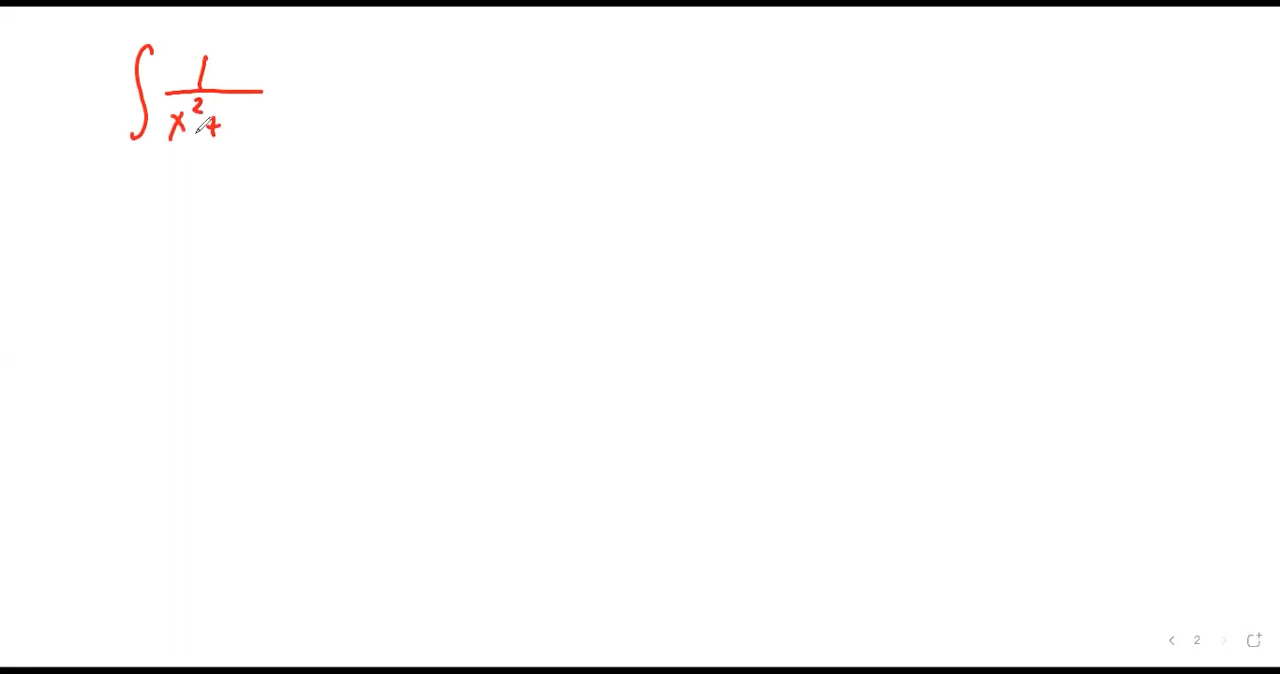 ∫ 1/x² +
2